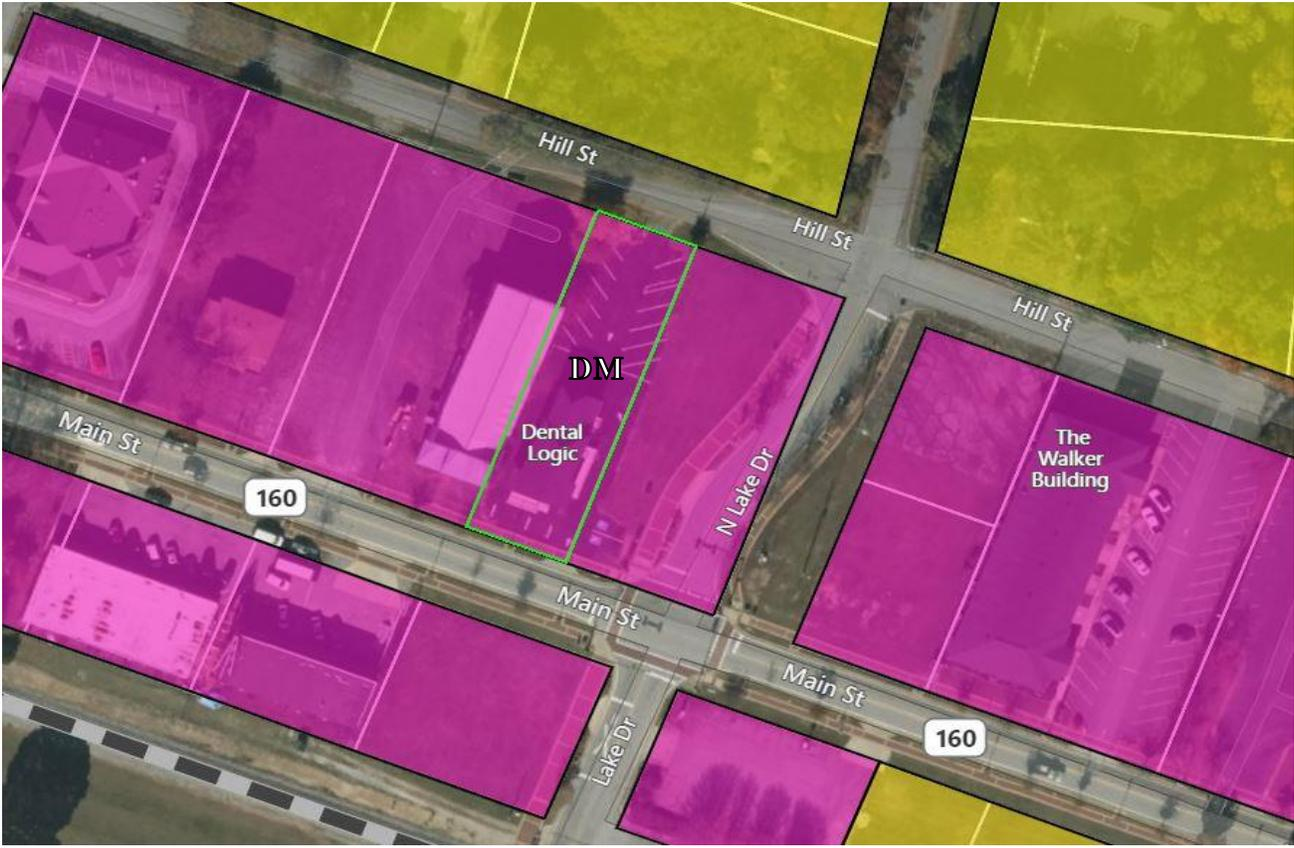 Hill St
Hill St
Hill St
DM
Dental
Logic
The
Walker
Building
Main St
160
N Lake Dr
Main St
Main St
160
Lake Dr